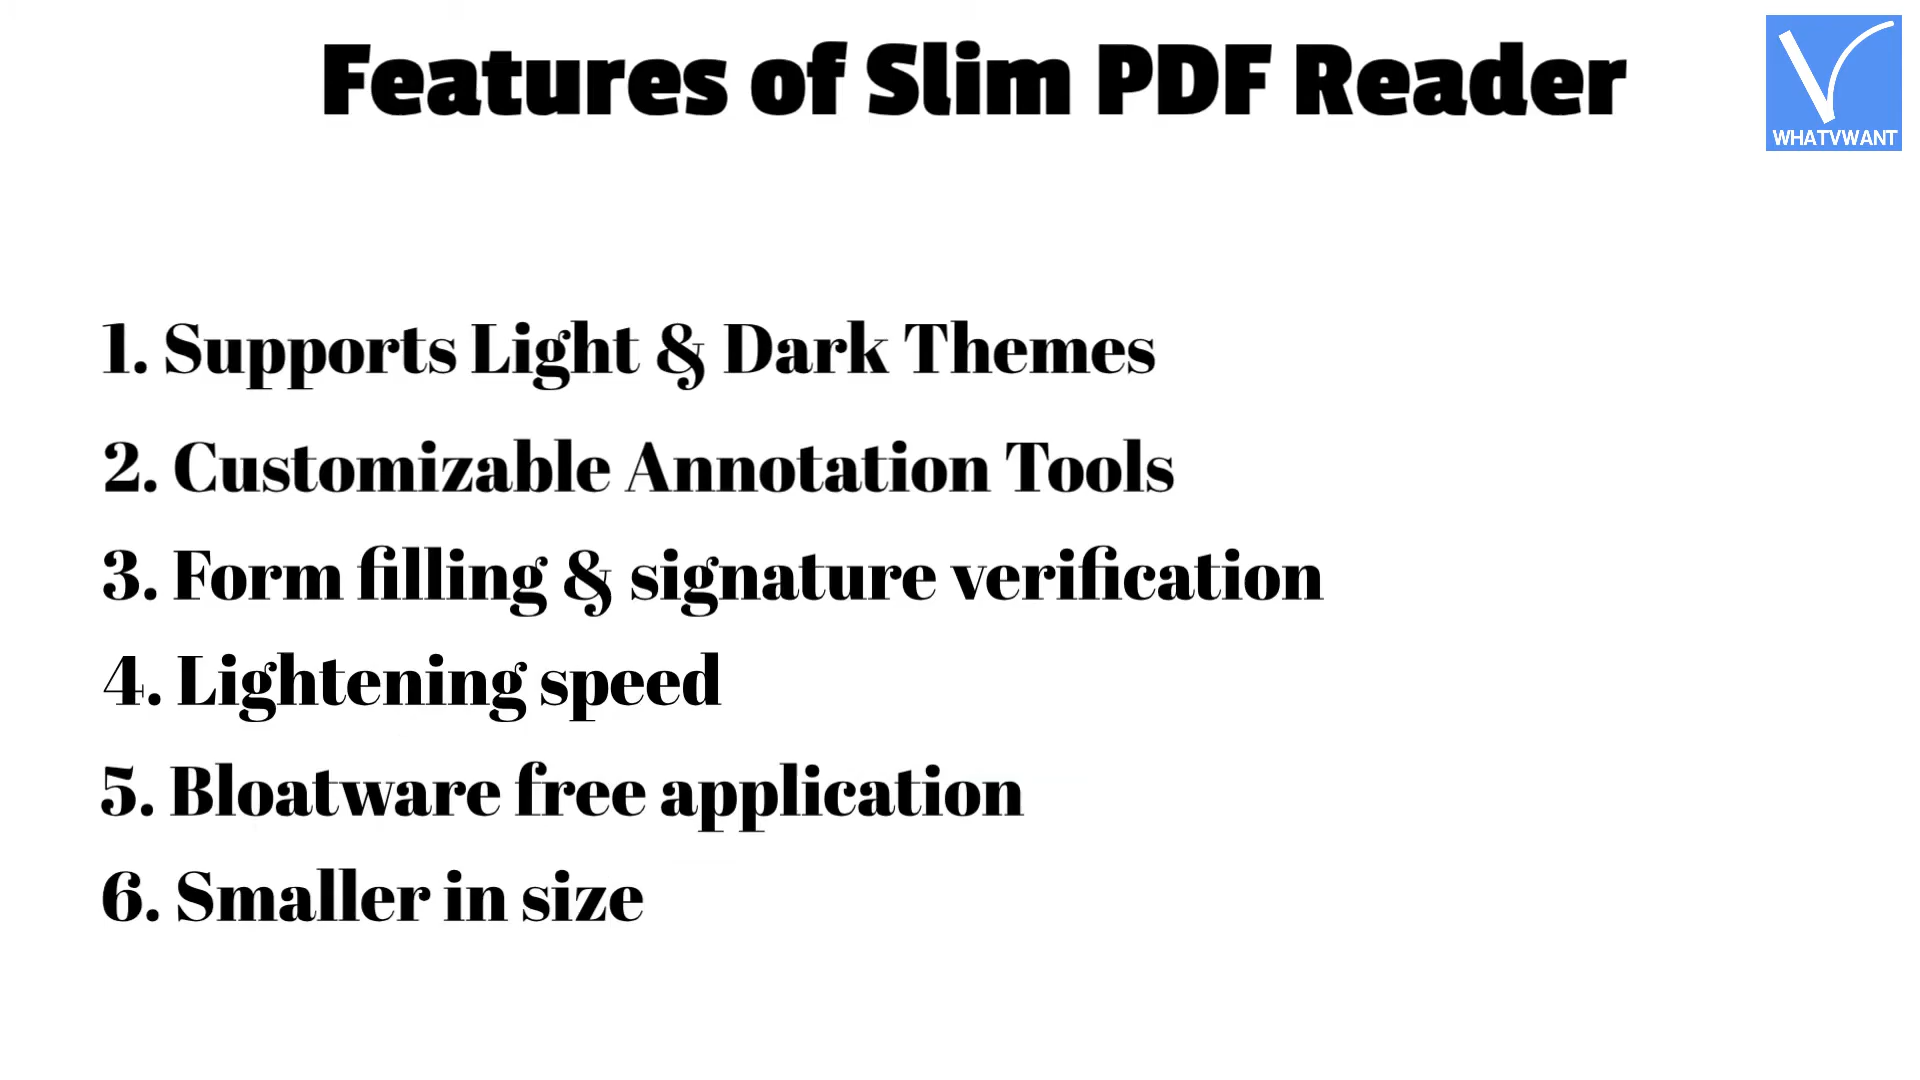 Features of Slim PDF Reader
WHATVWANT
1. Supports Light & Dark Themes
2. Customizable Annotation Tools
3. Form filling & signature verification
4. Lightening speed
5. Bloatware free application
6. Smaller in size